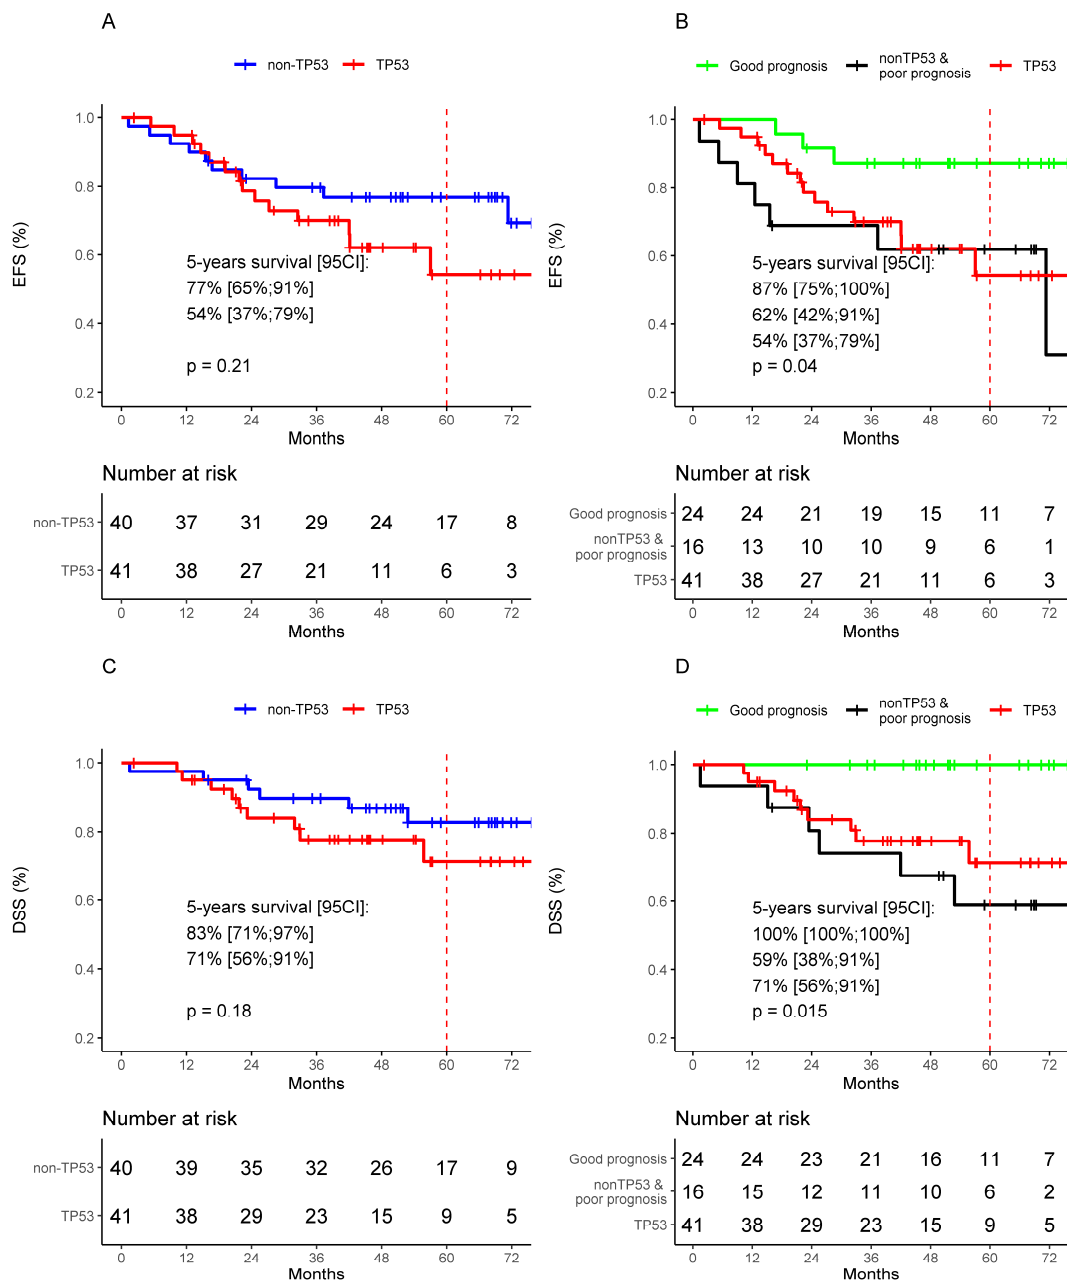 A
non-TP53 TP53
EFS (%)
1.0
0.8
0.6
0.4
0.2
5-years survival [95CI]:
77% [65%;91%]
54% [37%;79%]
p = 0.21
0 12 24 36 48 60 72
Months
Number at risk
non-TP53 40 37 31 29 24 17 8
TP53 41 38 27 21 11 6 3
0 12 24 36 48 60 72
Months
B
Good prognosis nonTP53 &
poor prognosis TP53
EFS (%)
1.0
0.8
0.6
0.4
0.2
5-years survival [95CI]:
87% [75%;100%]
62% [42%;91%]
54% [37%;79%]
p = 0.04
0 12 24 36 48 60 72
Months
Number at risk
Good prognosis 24 24 21 19 15 11 7
nonTP53 &
poor prognosis 16 13 10 10 9 6 1
TP53 41 38 27 21 11 6 3
0 12 24 36 48 60 72
Months
C
non-TP53 TP53
DSS (%)
1.0
0.8
0.6
0.4
0.2
5-years survival [95CI]:
83% [71%;97%]
71% [56%;91%]
p = 0.18
0 12 24 36 48 60 72
Months
Number at risk
non-TP53 40 39 35 32 26 17 9
TP53 41 38 29 23 15 9 5
0 12 24 36 48 60 72
Months
D
Good prognosis nonTP53 &
poor prognosis TP53
DSS (%)
1.0
0.8
0.6
0.4
0.2
5-years survival [95CI]:
100% [100%;100%]
59% [38%;91%]
71% [56%;91%]
p = 0.015
0 12 24 36 48 60 72
Months
Number at risk
Good prognosis 24 24 23 21 16 11 7
nonTP53 &
poor prognosis 16 15 12 11 10 6 2
TP53 41 38 29 23 15 9 5
0 12 24 36 48 60 72
Months